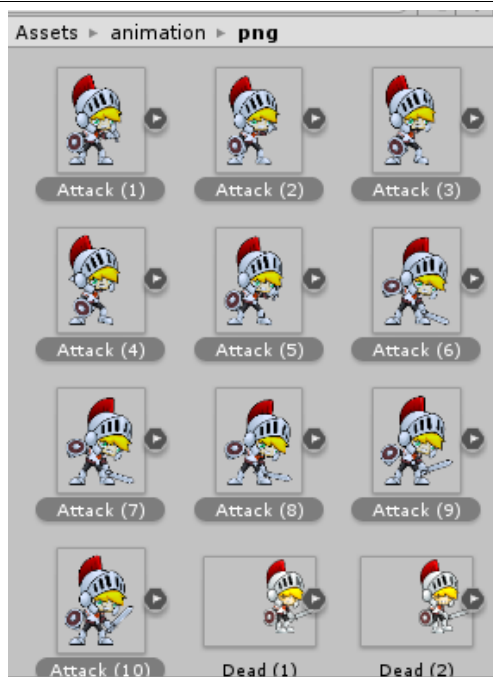 Assets ▸ animation ▸ png
Attack (1) Attack (2) Attack (3)
Attack (4) Attack (5) Attack (6)
Attack (7) Attack (8) Attack (9)
Attack (10) Dead (1) Dead (2)